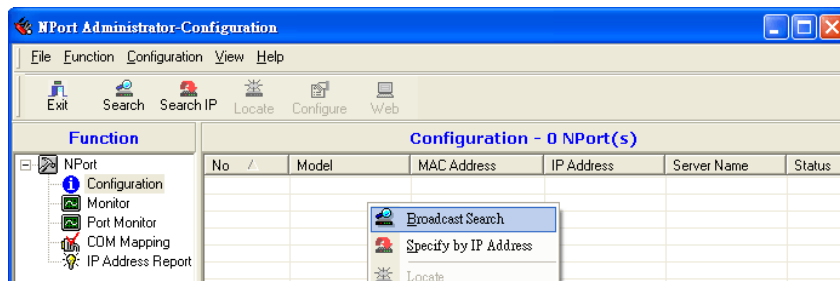 NPort Administrator-Configuration
File Function Configuration View Help
Exit Search Search IP Locate Configure Web
Function
Configuration - 0 NPort(s)
NPort
Configuration
Monitor
Port Monitor
COM Mapping
IP Address Report
No Model MAC Address IP Address Server Name Status
Broadcast Search
Specify by IP Address
Locate